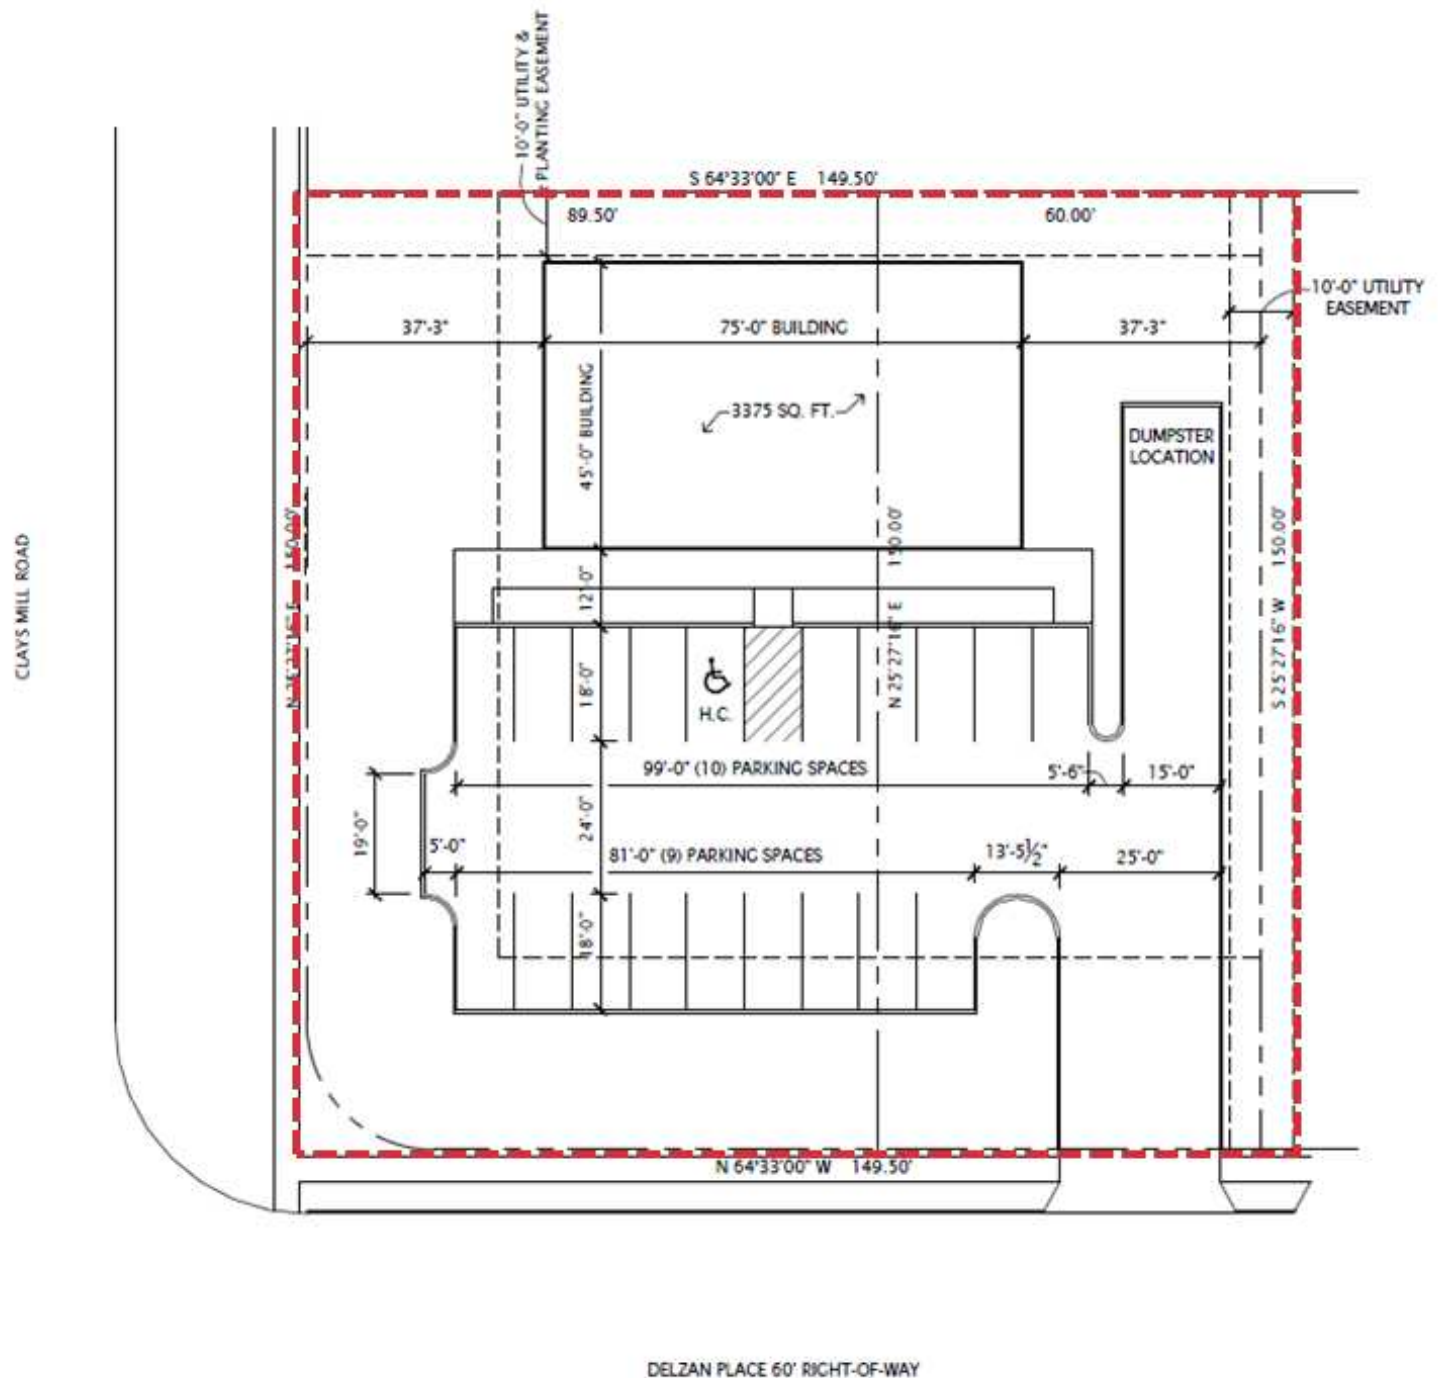 10'-0" UTILITY &
PLANTING EASEMENT
S 64°33'00" E 149.50'
89.50'
60.00'
10'-0" UTILITY
EASEMENT
37'-3"
75'-0" BUILDING
37'-3"
45'-0" BUILDING
3375 SQ. FT.
DUMPSTER
LOCATION
CLAYS MILL ROAD
N 25°27'16" E 150.00'
N 25°27'16" E 150.00'
S 25°27'16" W 150.00'
12'-0"
18'-0"
H.C.
99'-0" (10) PARKING SPACES
5'-6"
15'-0"
19'-0"
24'-0"
5'-0"
81'-0" (9) PARKING SPACES
13'-5½"
25'-0"
18'-0"
N 64°33'00" W 149.50'
DELZAN PLACE 60' RIGHT-OF-WAY